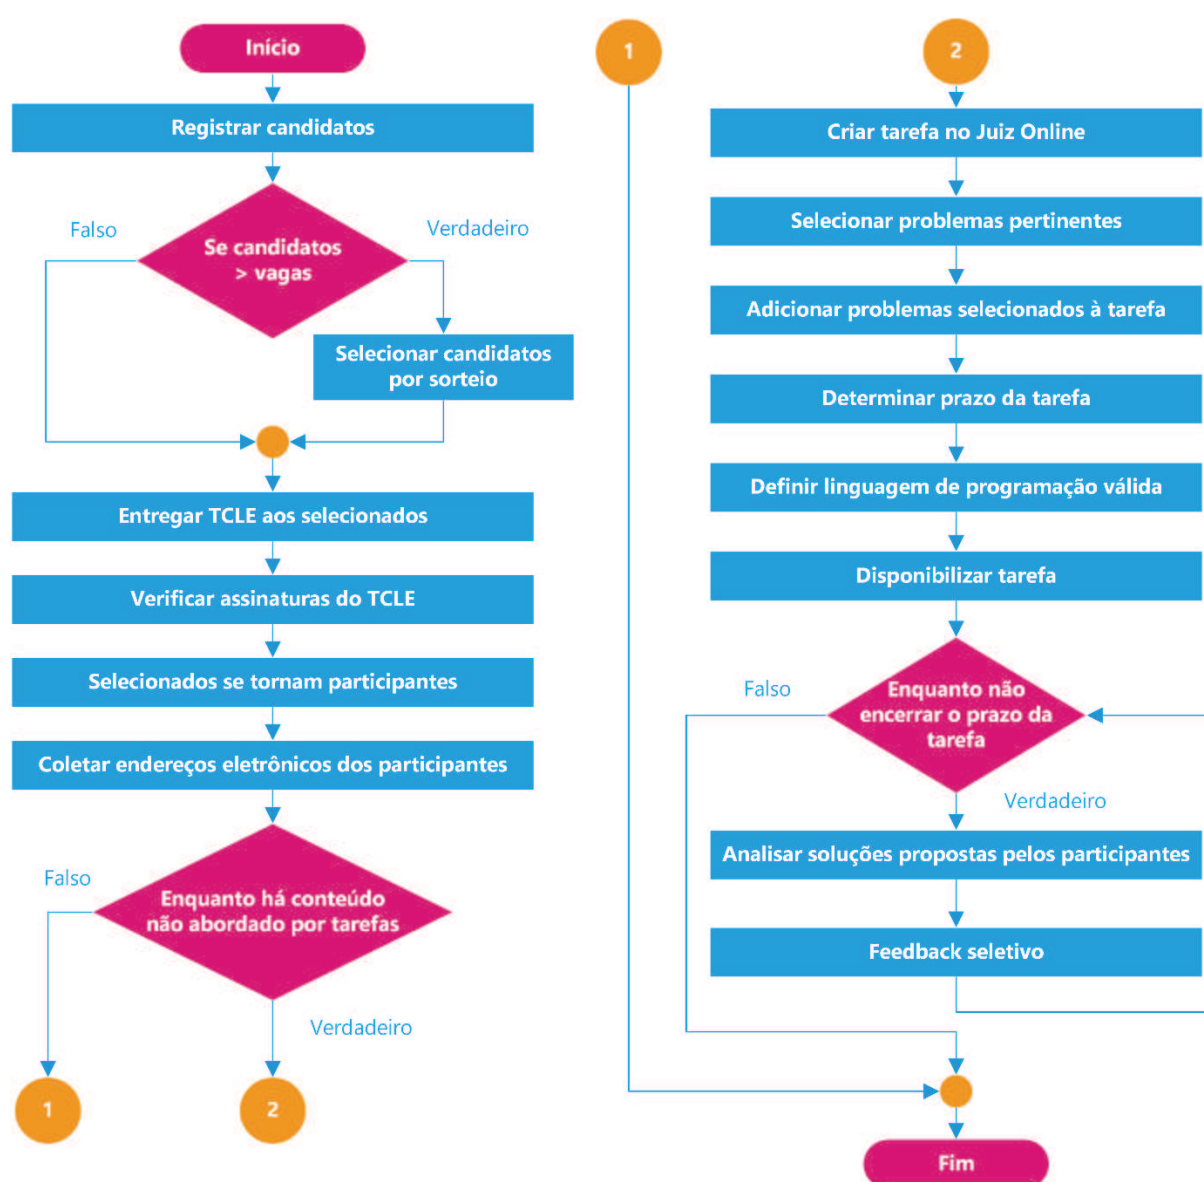 Início
Registrar candidatos
Falso
Verdadeiro
Se candidatos
> vagas
Selecionar candidatos
por sorteio
Entregar TCLE aos selecionados
Verificar assinaturas do TCLE
Selecionados se tornam participantes
Coletar endereços eletrônicos dos participantes
Falso
Enquanto há conteúdo
não abordado por tarefas
Verdadeiro
1
2
1
2
Criar tarefa no Juiz Online
Selecionar problemas pertinentes
Adicionar problemas selecionados à tarefa
Determinar prazo da tarefa
Definir linguagem de programação válida
Disponibilizar tarefa
Falso
Enquanto não
encerrar o prazo da
tarefa
Verdadeiro
Analisar soluções propostas pelos participantes
Feedback seletivo
Fim